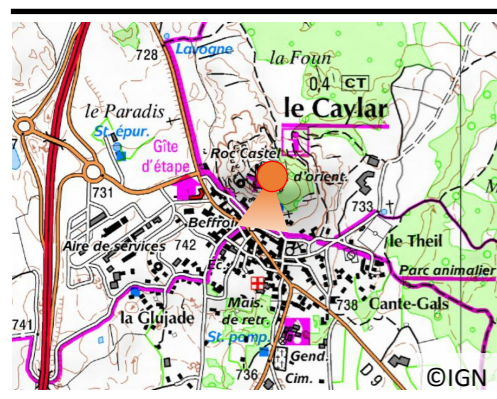 728
Lavogne
la Foun
0,4 CT
le Caylar
le Paradis
St. épur.
Gîte
d'étape
Roc Castel
d'orient.
731
733
Beffroi
le Theil
Aire de services
742
Parc animalier
Ec.
Mais.
de retr.
738
Cante-Gals
la Glujade
741
St. pomp.
Gend.
736
Cim.
D 9
©IGN